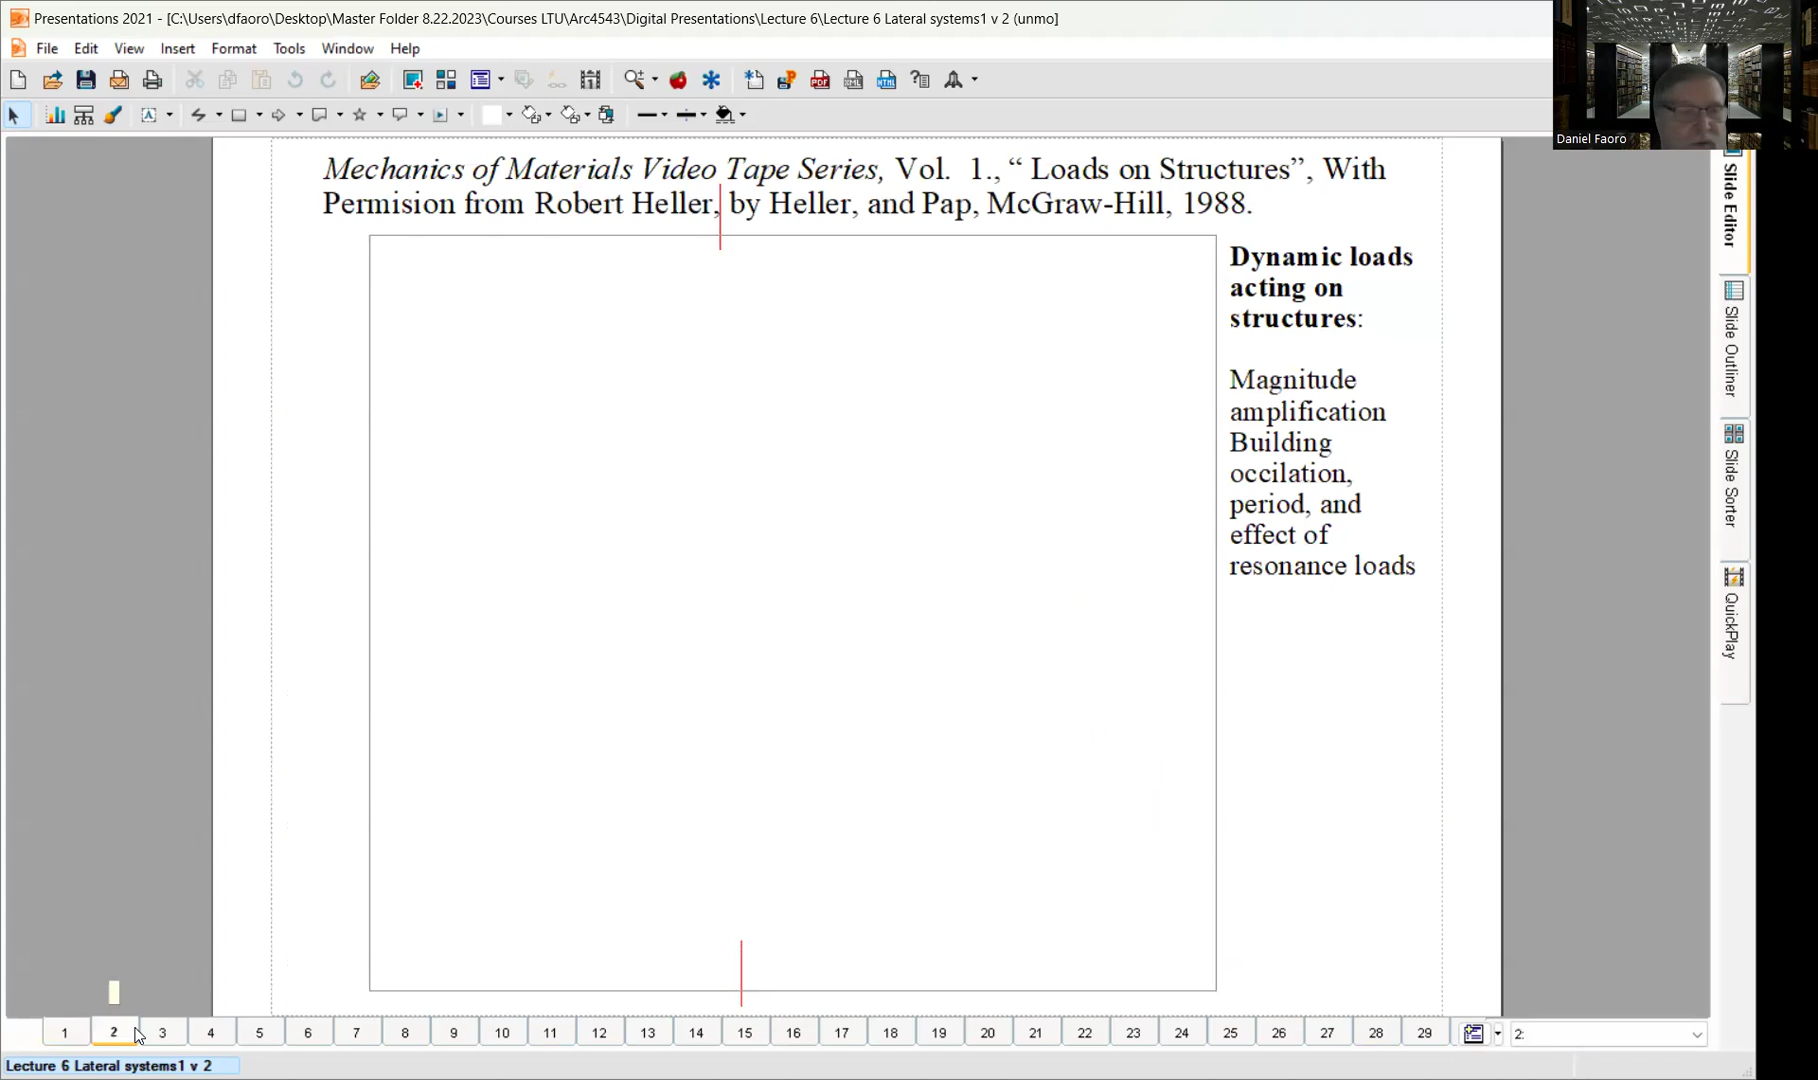 Presentations 2021 - [C:\Users\dfaoro\Desktop\Master Folder 8.22.2023\Courses LTU\Arc4543\Digital Presentations\Lecture 6\Lecture 6 Lateral systems1 v 2 (unmo)
File Edit View Insert Format Tools Window Help
Daniel Faoro
Mechanics of Materials Video Tape Series, Vol. 1., “ Loads on Structures”, With
Permision from Robert Heller, by Heller, and Pap, McGraw-Hill, 1988.
Dynamic loads
acting on
structures:
Magnitude
amplification
Building
occilation,
period, and
effect of
resonance loads
Slide Editor
Slide Outliner
Slide Sorter
QuickPlay
1 2 3 4 5 6 7 8 9 10 11 12 13 14 15 16 17 18 19 20 21 22 23 24 25 26 27 28 29 2:
Lecture 6 Lateral systems1 v 2